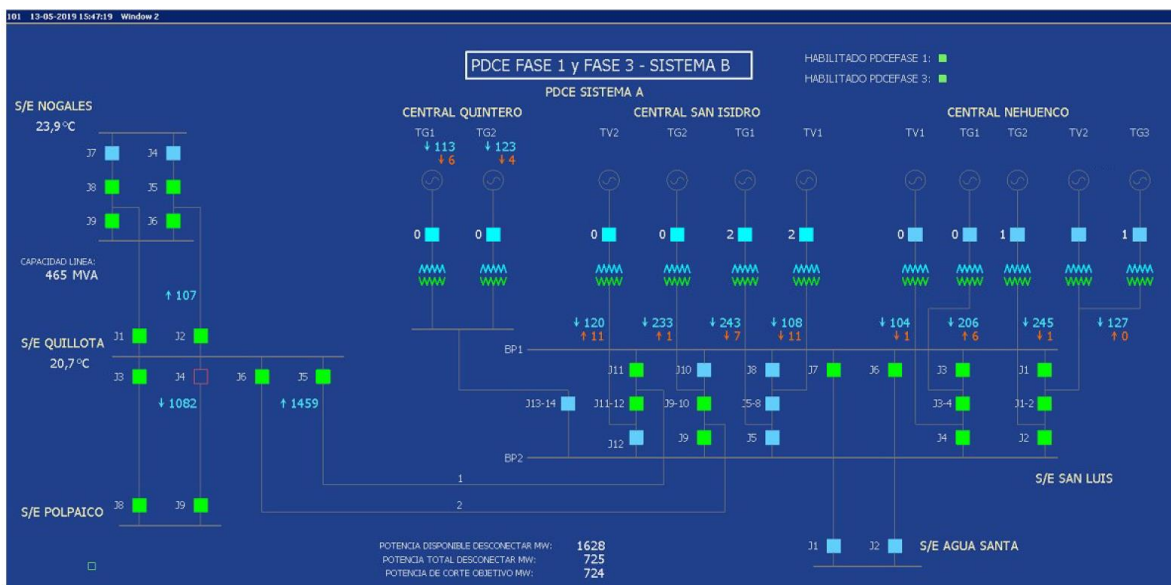 101 13-05-2019 15:47:19 Window 2
PDCE FASE 1 y FASE 3 - SISTEMA B
HABILITADO PDCEFASE 1:
HABILITADO PDCEFASE 3:
PDCE SISTEMA A
S/E NOGALES
23,9°C
CENTRAL QUINTERO
CENTRAL SAN ISIDRO
CENTRAL NEHUENCO
TG1 TG2 TV2 TG2 TG1 TV1 TV1 TG1 TG2 TV2 TG3
↓ 113 ↓ 123
↓ 6 ↓ 4
J7 J4
J8 J5
J9 J6
0 0 0 0 2 2 0 0 1 1
CAPACIDAD LINEA:
465 MVA
↑ 107
↓ 120 ↓ 233 ↓ 243 ↓ 108 ↓ 104 ↓ 206 ↓ 245 ↓ 127
↑ 11 ↑ 1 ↓ 7 ↓ 11 ↓ 1 ↑ 6 ↓ 1 ↑ 0
J1 J2
S/E QUILLOTA
20,7°C
BP1
J3 J4 J6 J5
J11 J10 J8 J7 J6 J3 J1
↓ 1082 ↑ 1459
J13-14 J11-12 J9-10 J5-8 J3-4 J1-2
J12 J9 J5 J4 J2
BP2
1
S/E SAN LUIS
2
S/E POLPAICO
J8 J9
J1 J2 S/E AGUA SANTA
POTENCIA DISPONIBLE DESCONECTAR MW: 1628
POTENCIA TOTAL DESCONECTAR MW: 725
POTENCIA DE CORTE OBJETIVO MW: 724